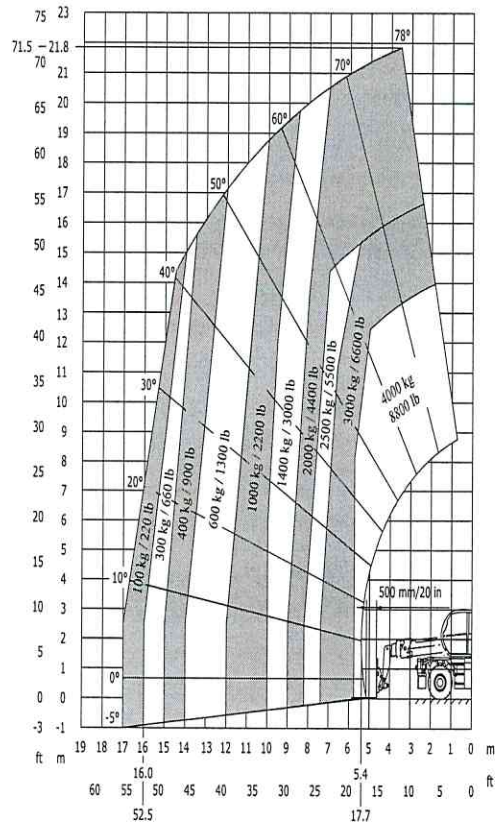 23
71.5 21.8
78°
70 21 70°
65 20
19 60°
60 18
55 17 50°
16
50 15
45 14 40°
13
40 12
35 11
10 30°
30 9
8
25 7 20°
20 6
5
15 4 10°
10 3
2
5 1
0°
0 0
-3 -1 -5°
ft m
100 kg / 220 lb
300 kg / 660 lb
400 kg / 900 lb
600 kg / 1300 lb
1000 kg / 2200 lb
1400 kg / 3000 lb
2000 kg / 4400 lb
2500 kg / 5500 lb
3000 kg / 6600 lb
4000 kg
8800 lb
500 mm/20 in
19 18 17 16 15 14 13 12 11 10 9 8 7 6 5 4 3 2 1 0 m
16.0 5.4
60 55 50 45 40 35 30 25 20 15 10 5 0 ft
52.5 17.7